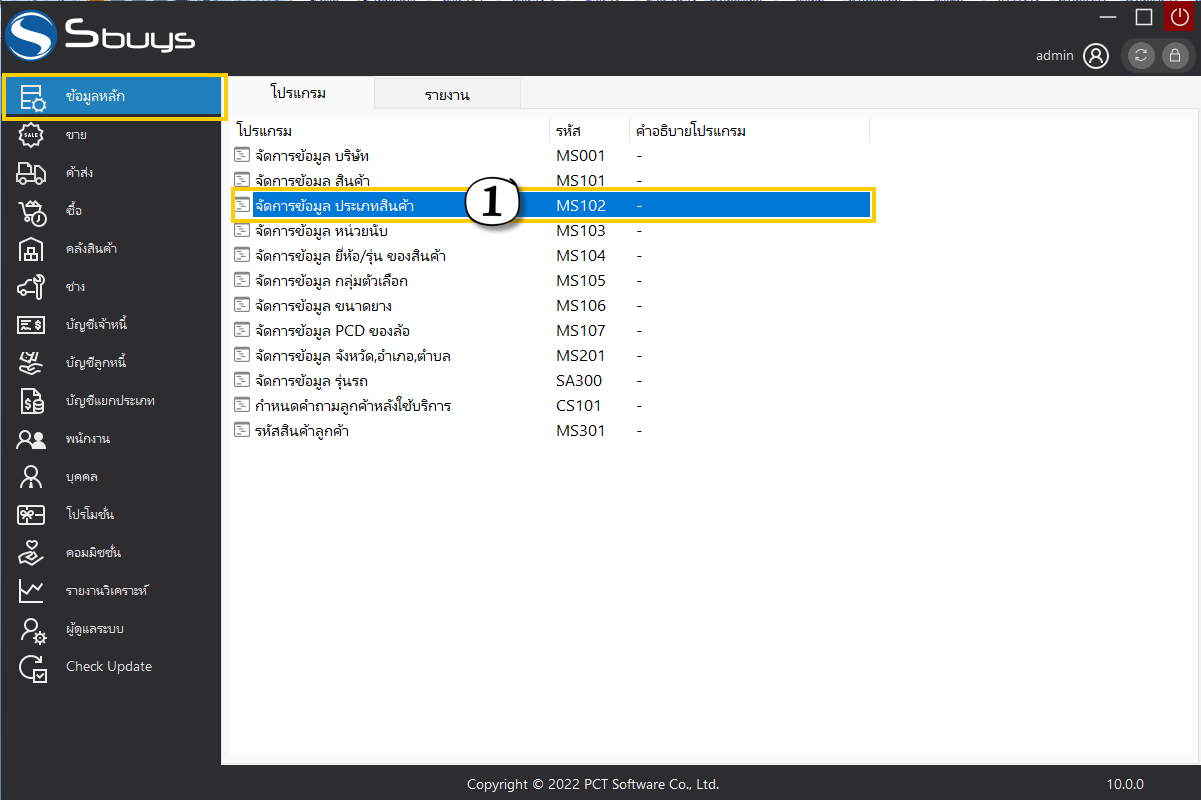 Sbuys
admin
ข้อมูลหลัก
ขาย
ค้าส่ง
ซื้อ
คลังสินค้า
ช่าง
บัญชีเจ้าหนี้
บัญชีลูกหนี้
บัญชีแยกประเภท
พนักงาน
บุคคล
โปรโมชั่น
คอมมิชชั่น
รายงานวิเคราะห์
ผู้ดูแลระบบ
Check Update
โปรแกรม รายงาน
โปรแกรม รหัส คำอธิบายโปรแกรม
จัดการข้อมูล บริษัท MS001 -
จัดการข้อมูล สินค้า MS101 -
จัดการข้อมูล ประเภทสินค้า 1 MS102 -
จัดการข้อมูล หน่วยนับ MS103 -
จัดการข้อมูล ยี่ห้อ/รุ่น ของสินค้า MS104 -
จัดการข้อมูล กลุ่มตัวเลือก MS105 -
จัดการข้อมูล ขนาดยาง MS106 -
จัดการข้อมูล PCD ของล้อ MS107 -
จัดการข้อมูล จังหวัด,อำเภอ,ตำบล MS201 -
จัดการข้อมูล รุ่นรถ SA300 -
กำหนดคำถามลูกค้าหลังใช้บริการ CS101 -
รหัสสินค้าลูกค้า MS301 -
Copyright © 2022 PCT Software Co., Ltd. 10.0.0